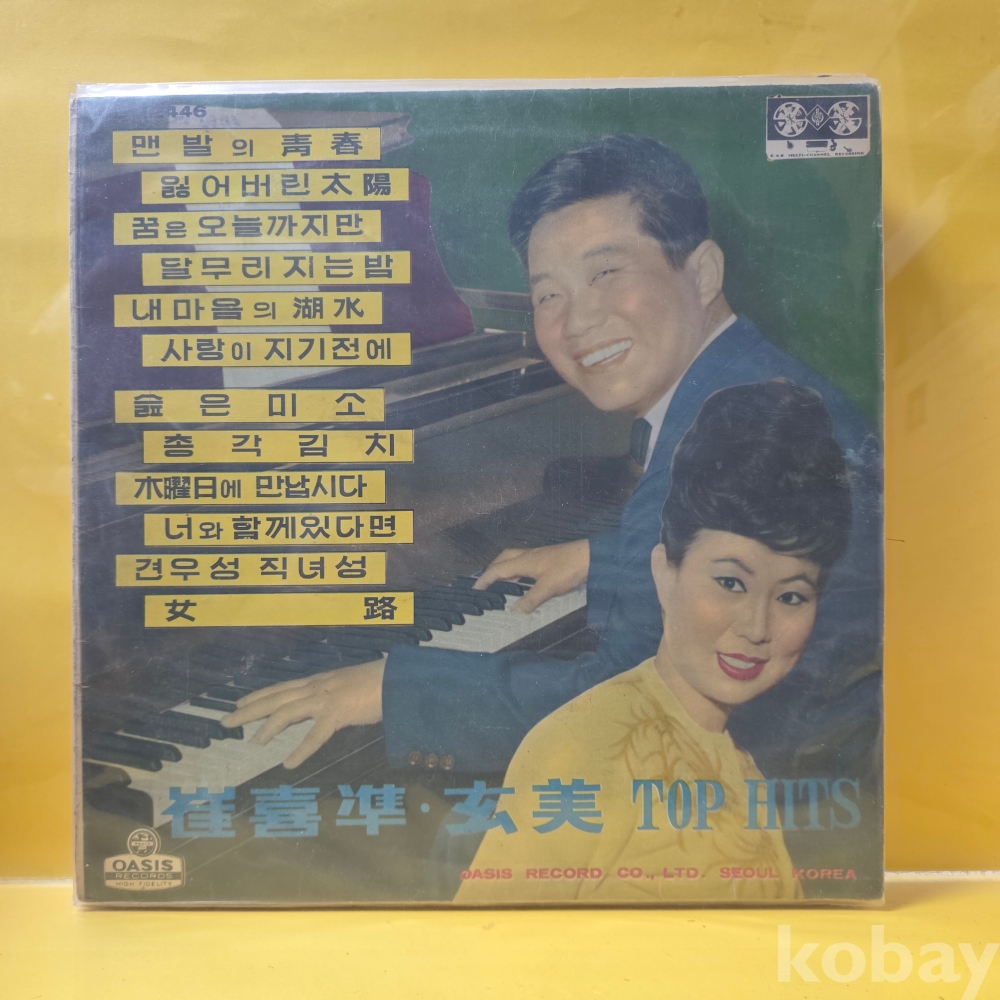 446
맨발의 靑春
잃어버린 太陽
꿈은 오늘까지만
달무리지는밤
내마음의 湖水
사랑이 지기전에
슲은미소
총각김치
木曜日에 만납시다
너와 함께있다면
견우성 직녀성
女路
崔喜準·玄美 TOP HITS
OASIS
RECORDS
HIGH FIDELITY
OASIS RECORD CO., LTD. SEOUL KOREA
kobay